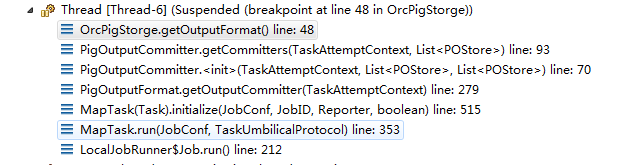 Thread [Thread-6] (Suspended (breakpoint at line 48 in OrcPigStorge))
OrcPigStorge.getOutputFormat() line: 48
PigOutputCommitter.getCommitters(TaskAttemptContext, List<POStore>) line: 93
PigOutputCommitter.<init>(TaskAttemptContext, List<POStore>, List<POStore>) line: 70
PigOutputFormat.getOutputCommitter(TaskAttemptContext) line: 279
MapTask(Task).initialize(JobConf, JobID, Reporter, boolean) line: 515
MapTask.run(JobConf, TaskUmbilicalProtocol) line: 353
LocalJobRunner$Job.run() line: 212